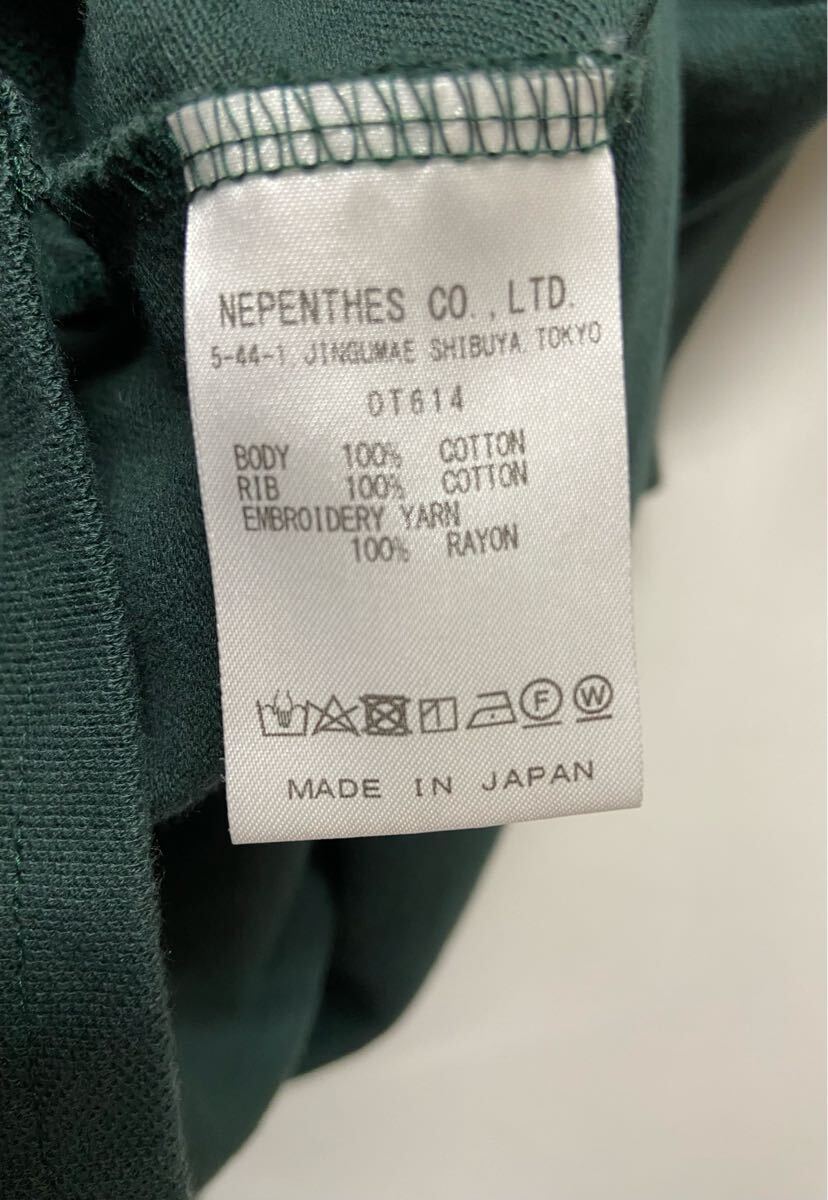 NEPENTHES CO., LTD.
5-44-1, JINGUMAE SHIBUYA, TOKYO
OT614
BODY 100% COTTON
RIB 100% COTTON
EMBROIDERY YARN
100% RAYON
F W
MADE IN JAPAN